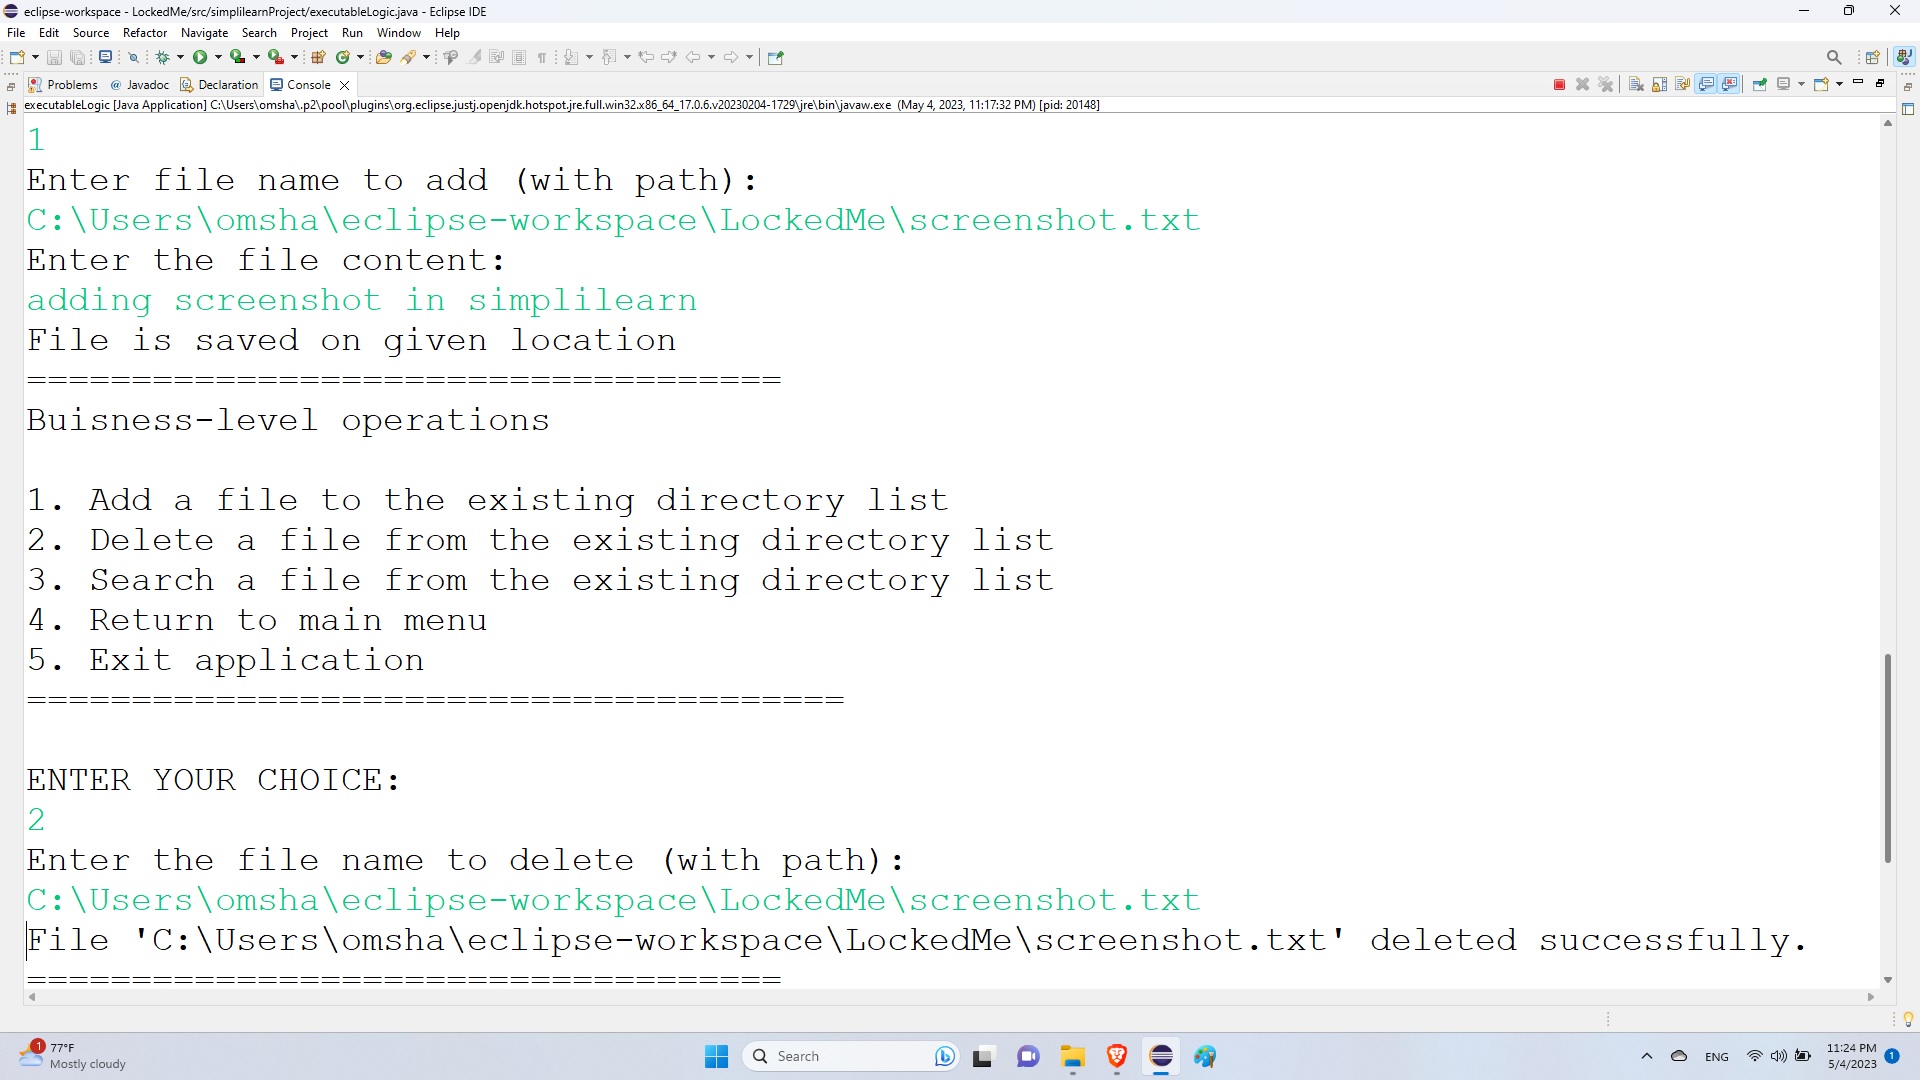 eclipse-workspace - LockedMe/src/simplilearnProject/executableLogic.java - Eclipse IDE
File Edit Source Refactor Navigate Search Project Run Window Help
Problems @ Javadoc Declaration Console
executableLogic [Java Application] C:\Users\omsha\.p2\pool\plugins\org.eclipse.justj.openjdk.hotspot.jre.full.win32.x86_64_17.0.6.v20230204-1729\jre\bin\javaw.exe (May 4, 2023, 11:17:32 PM) [pid: 20148]
1
Enter file name to add (with path):
C:\Users\omsha\eclipse-workspace\LockedMe\screenshot.txt
Enter the file content:
adding screenshot in simplilearn
File is saved on given location
====================================
Buisness-level operations
1. Add a file to the existing directory list
2. Delete a file from the existing directory list
3. Search a file from the existing directory list
4. Return to main menu
5. Exit application
=======================================
ENTER YOUR CHOICE:
2
Enter the file name to delete (with path):
C:\Users\omsha\eclipse-workspace\LockedMe\screenshot.txt
File 'C:\Users\omsha\eclipse-workspace\LockedMe\screenshot.txt' deleted successfully.
====================================
1
77°F
Mostly cloudy
Search
ENG
11:24 PM
5/4/2023
1